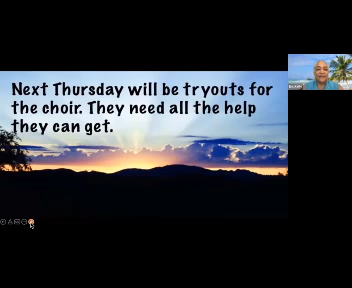 Next Thursday will be tryouts for
the choir. They need all the help
they can get.